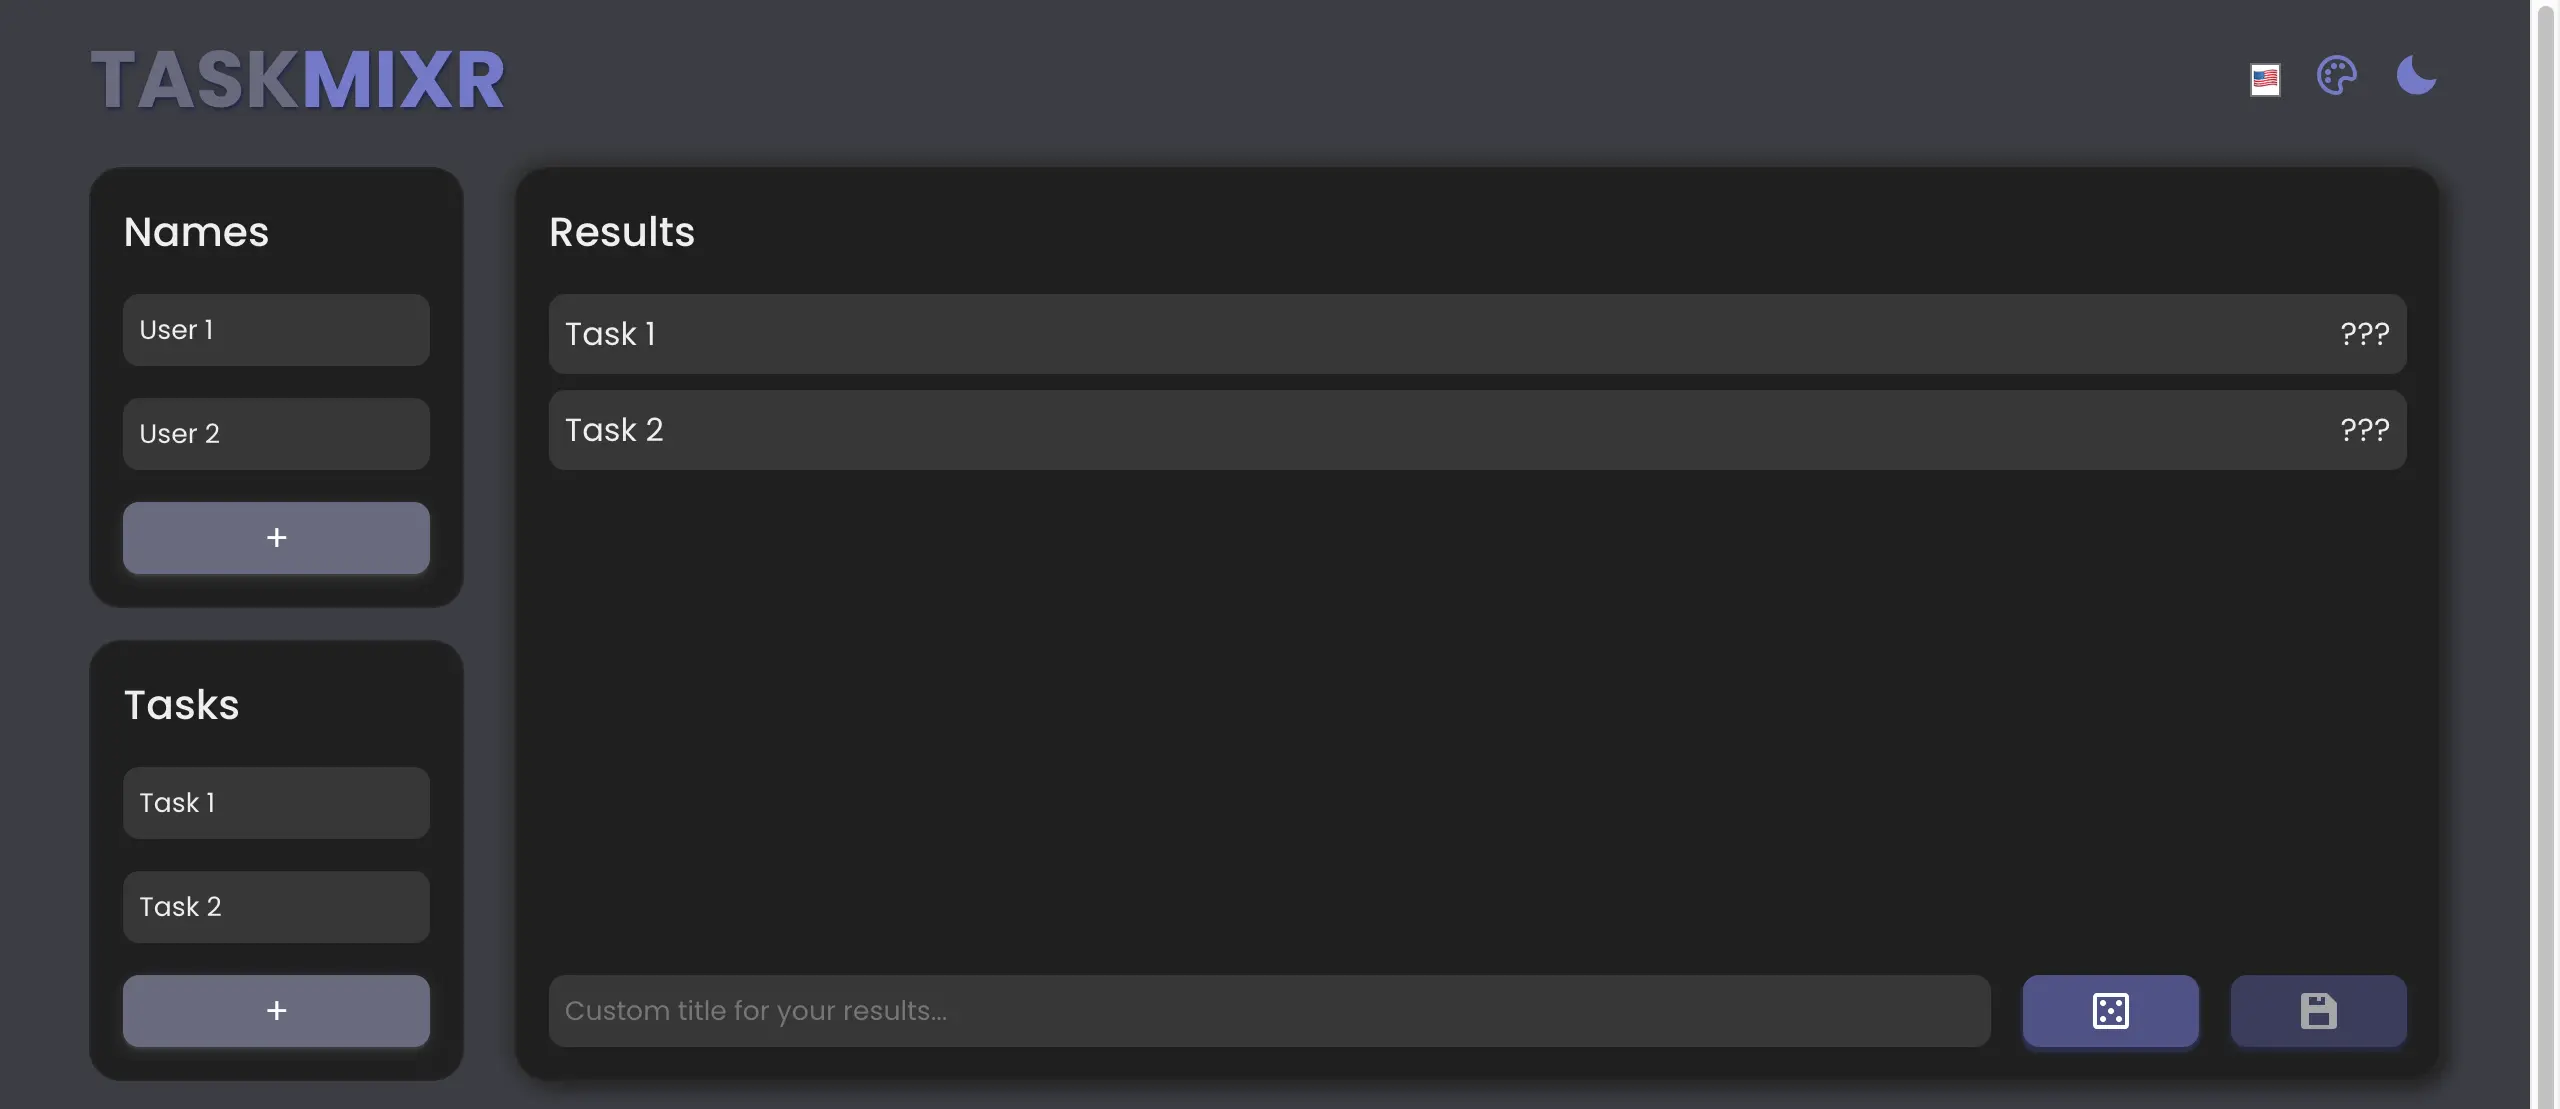 TASKMIXR
Names
User 1
User 2
+
Tasks
Task 1
Task 2
+
Results
Task 1 ???
Task 2 ???
Custom title for your results...